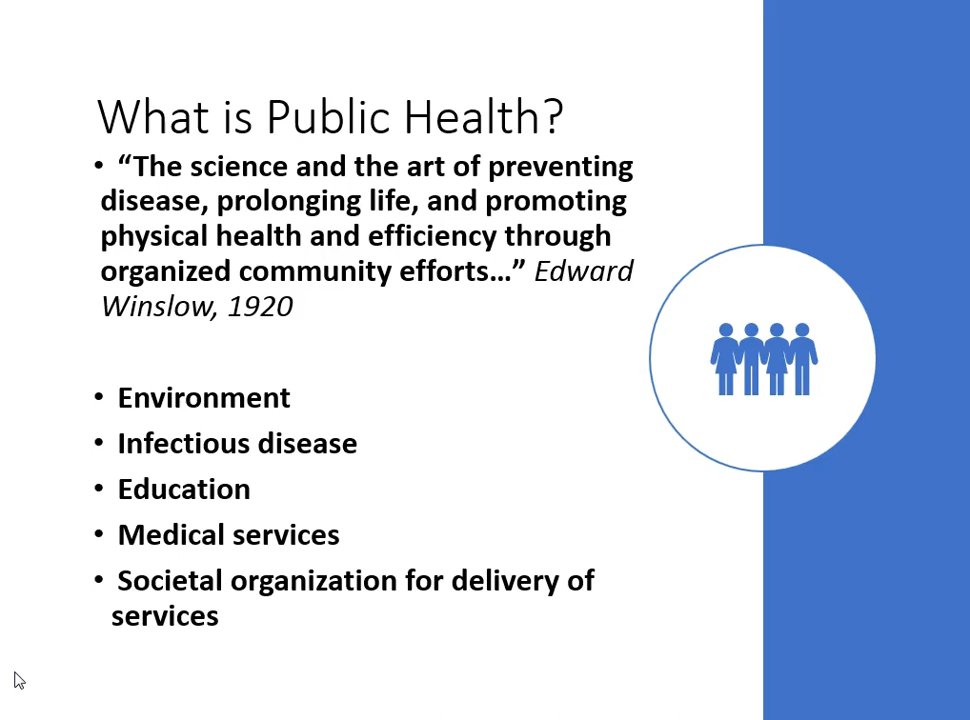 What is Public Health?
• “The science and the art of preventing
disease, prolonging life, and promoting
physical health and efficiency through
organized community efforts…” Edward
Winslow, 1920
• Environment
• Infectious disease
• Education
• Medical services
• Societal organization for delivery of
services